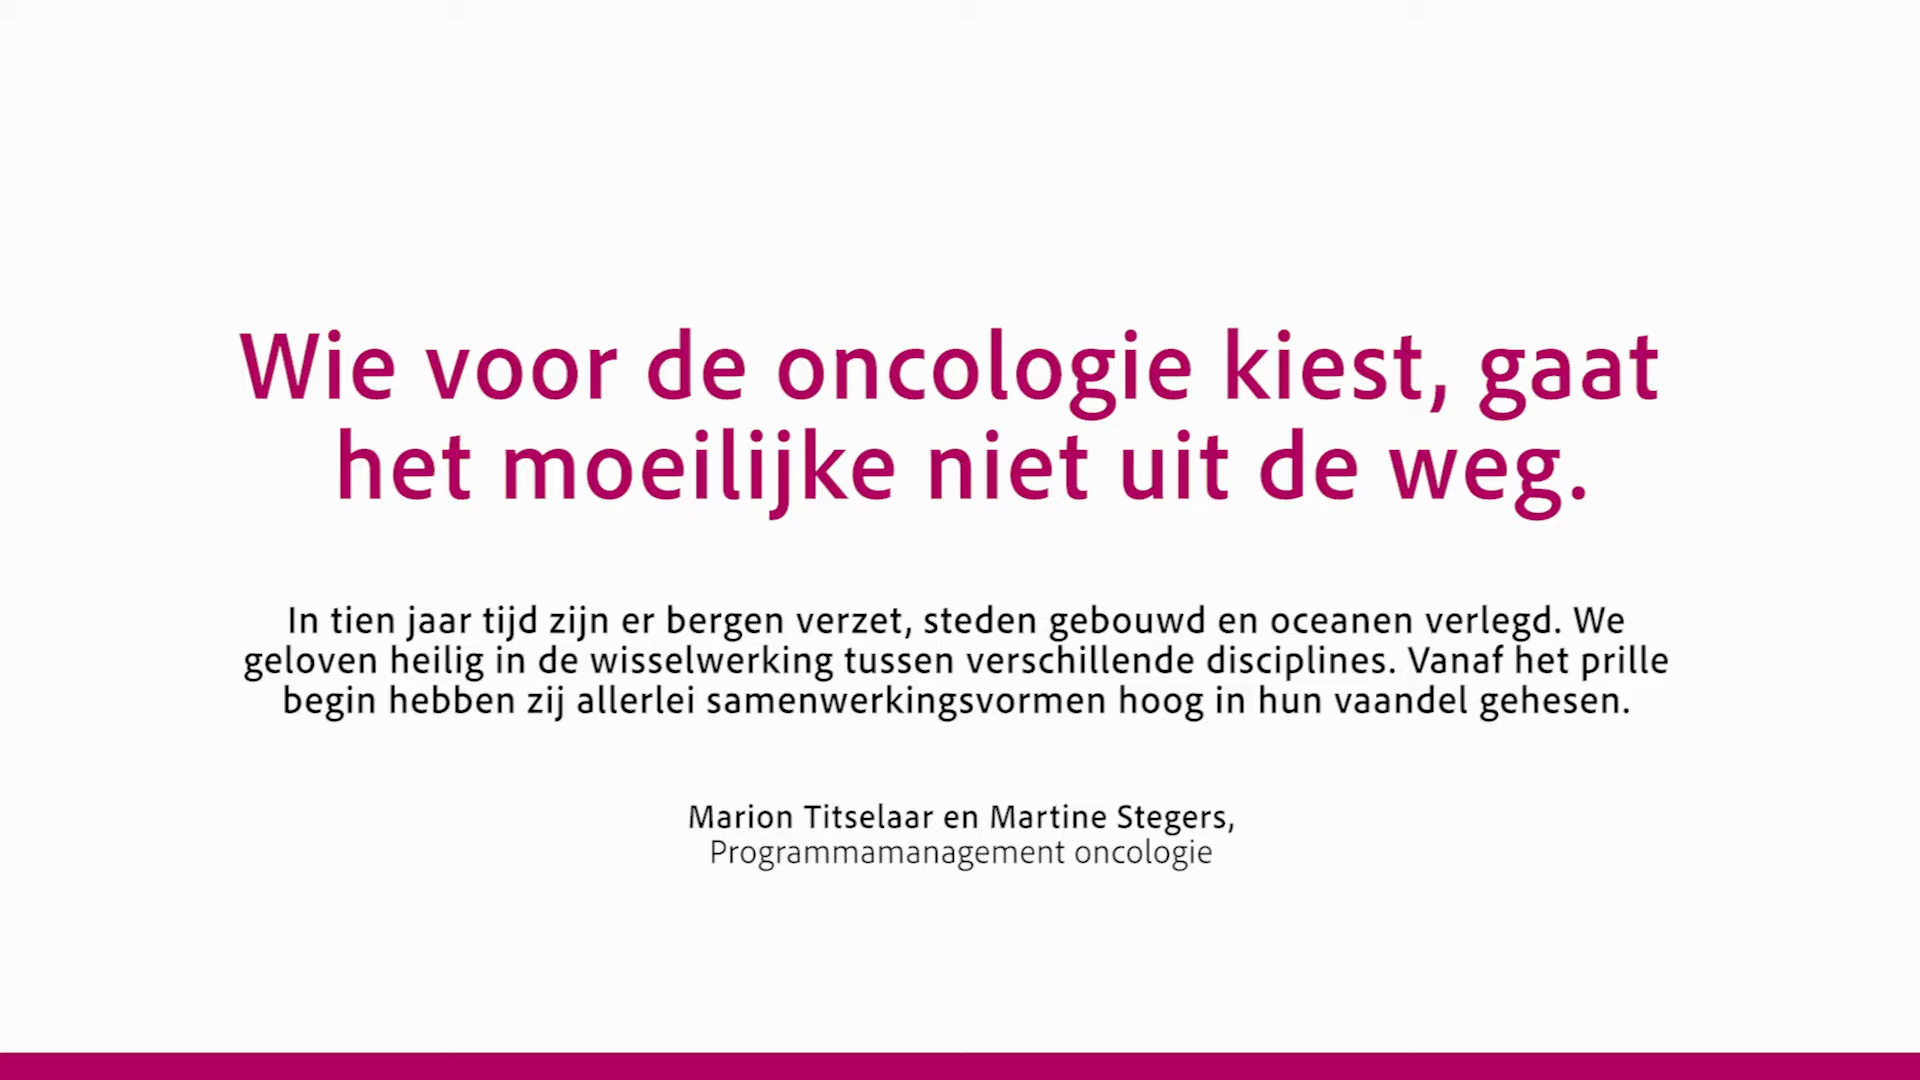 Wie voor de oncologie kiest, gaat
het moeilijke niet uit de weg.
In tien jaar tijd zijn er bergen verzet, steden gebouwd en oceanen verlegd. We
geloven heilig in de wisselwerking tussen verschillende disciplines. Vanaf het prille
begin hebben zij allerlei samenwerkingsvormen hoog in hun vaandel gehesen.
Marion Titselaar en Martine Stegers,
Programmamanagement oncologie